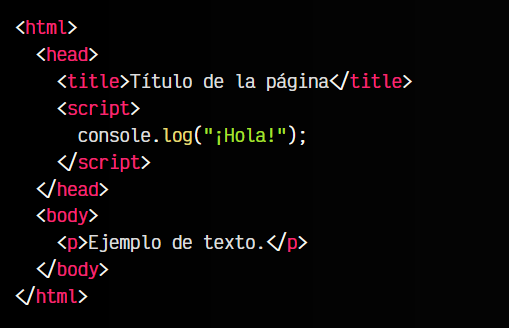 <html>
  <head>
    <title>Título de la página</title>
    <script>
      console.log("¡Hola!");
    </script>
  </head>
  <body>
    <p>Ejemplo de texto.</p>
  </body>
</html>